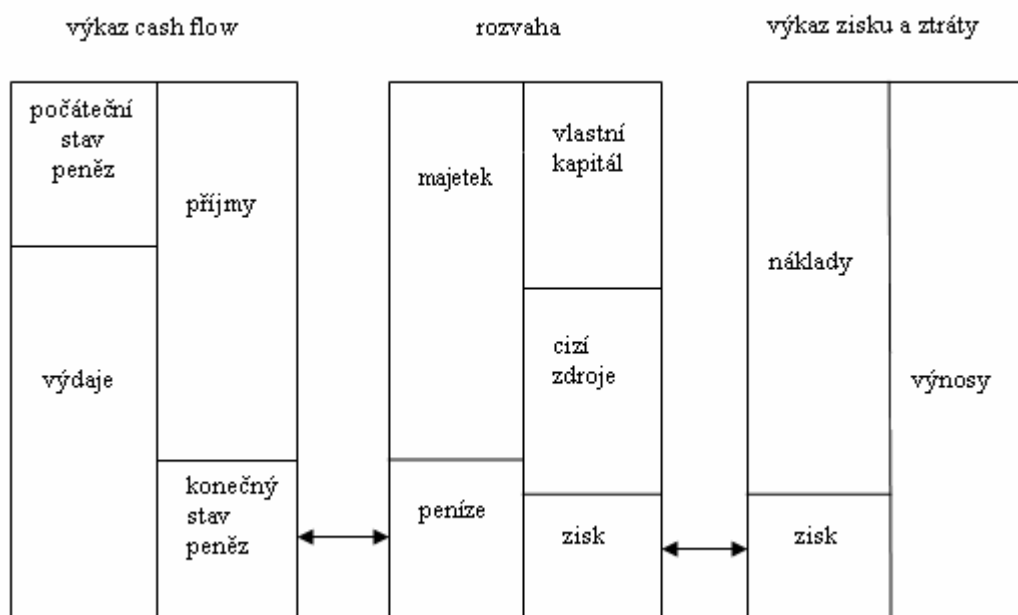 výkaz cash flow
rozvaha
výkaz zisku a ztráty
počáteční
stav
peněz
příjmy
výdaje
konečný
stav
peněz
majetek
peníze
vlastní
kapitál
cizí
zdroje
zisk
náklady
zisk
výnosy